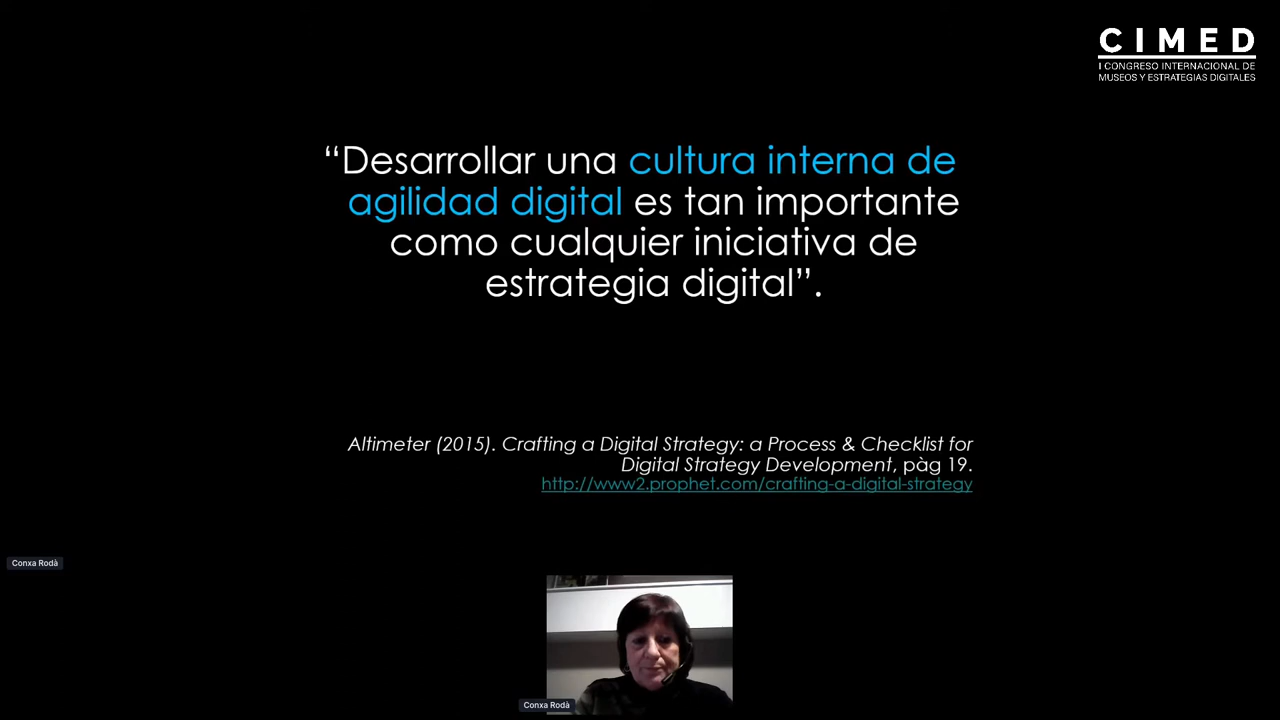 CIMED
I CONGRESO INTERNACIONAL DE
MUSEOS Y ESTRATEGIAS DIGITALES
“Desarrollar una cultura interna de
agilidad digital es tan importante
como cualquier iniciativa de
estrategia digital”.
Altimeter (2015). Crafting a Digital Strategy: a Process & Checklist for
Digital Strategy Development, pàg 19.
http://www2.prophet.com/crafting-a-digital-strategy
Conxa Rodà
Conxa Rodà